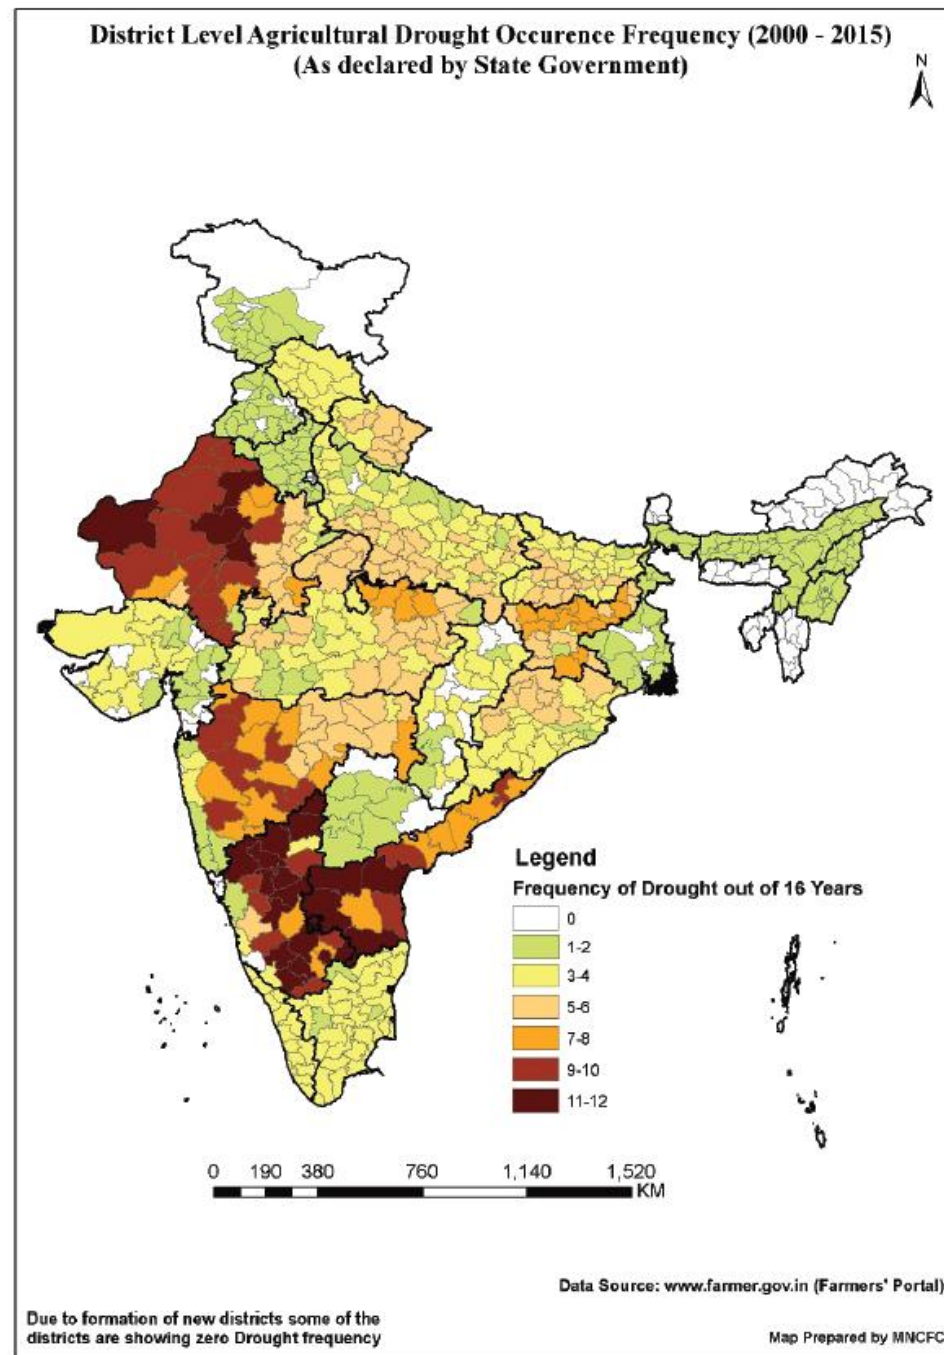 District Level Agricultural Drought Occurence Frequency (2000 - 2015)
(As declared by State Government)
N
Legend
Frequency of Drought out of 16 Years
0
1-2
3-4
5-6
7-8
9-10
11-12
0 190 380 760 1,140 1,520
KM
Data Source: www.farmer.gov.in (Farmers' Portal)
Due to formation of new districts some of the
districts are showing zero Drought frequency
Map Prepared by MNCFC